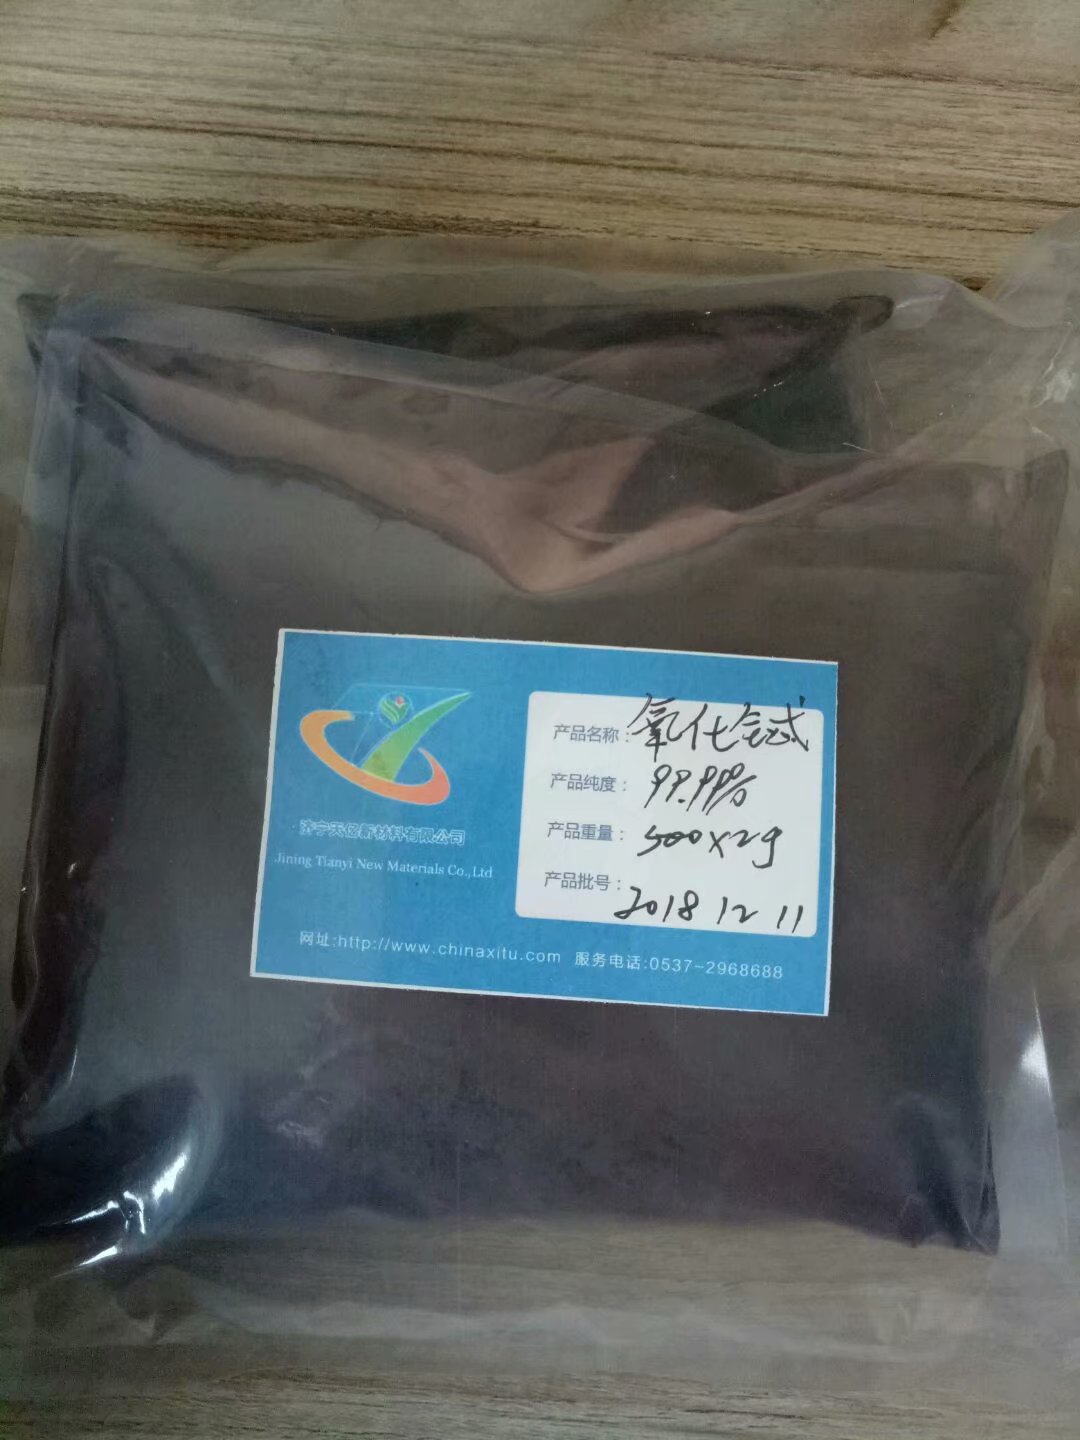 济宁天亿新材料有限公司
Jining Tianyi New Materials Co.,Ltd
产品名称：氧化铽
产品纯度：99.99%
产品重量：500×2g
产品批号：2018 12 11
网址:http://www.chinaxitu.com 服务电话:0537-2968688